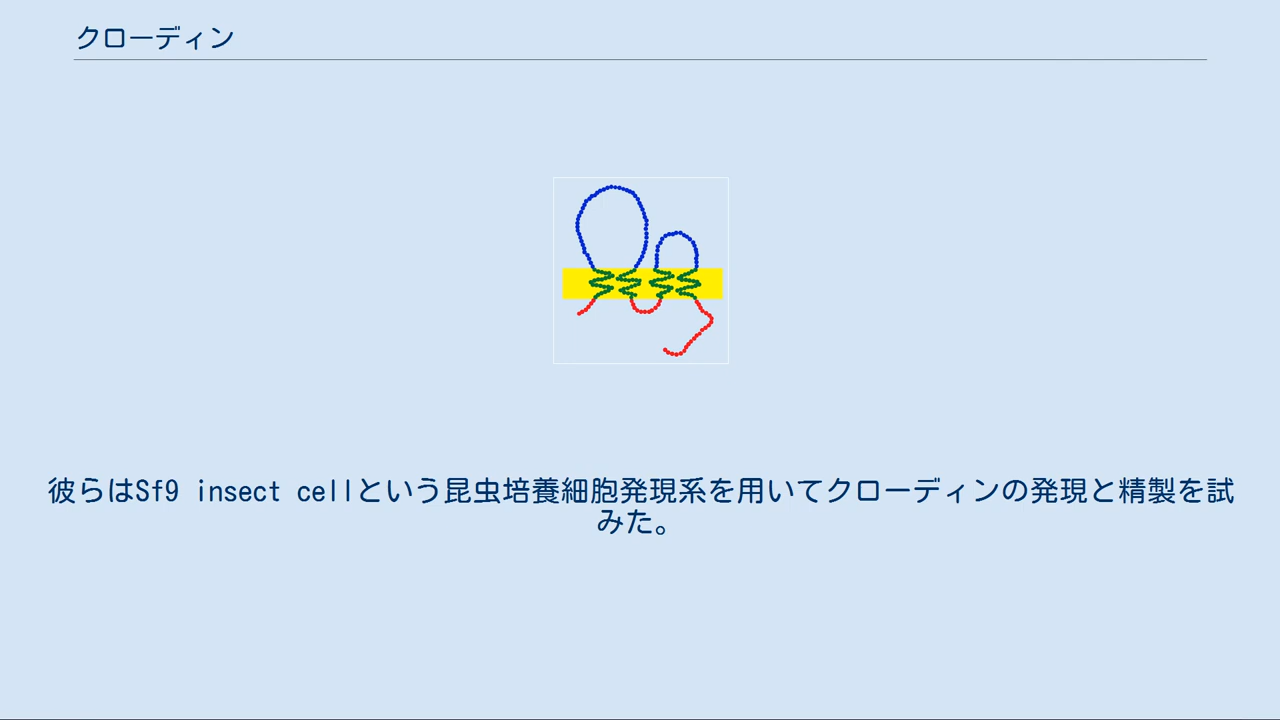 クローディン
彼らはSf9 insect cellという昆虫培養細胞発現系を用いてクローディンの発現と精製を試
みた。